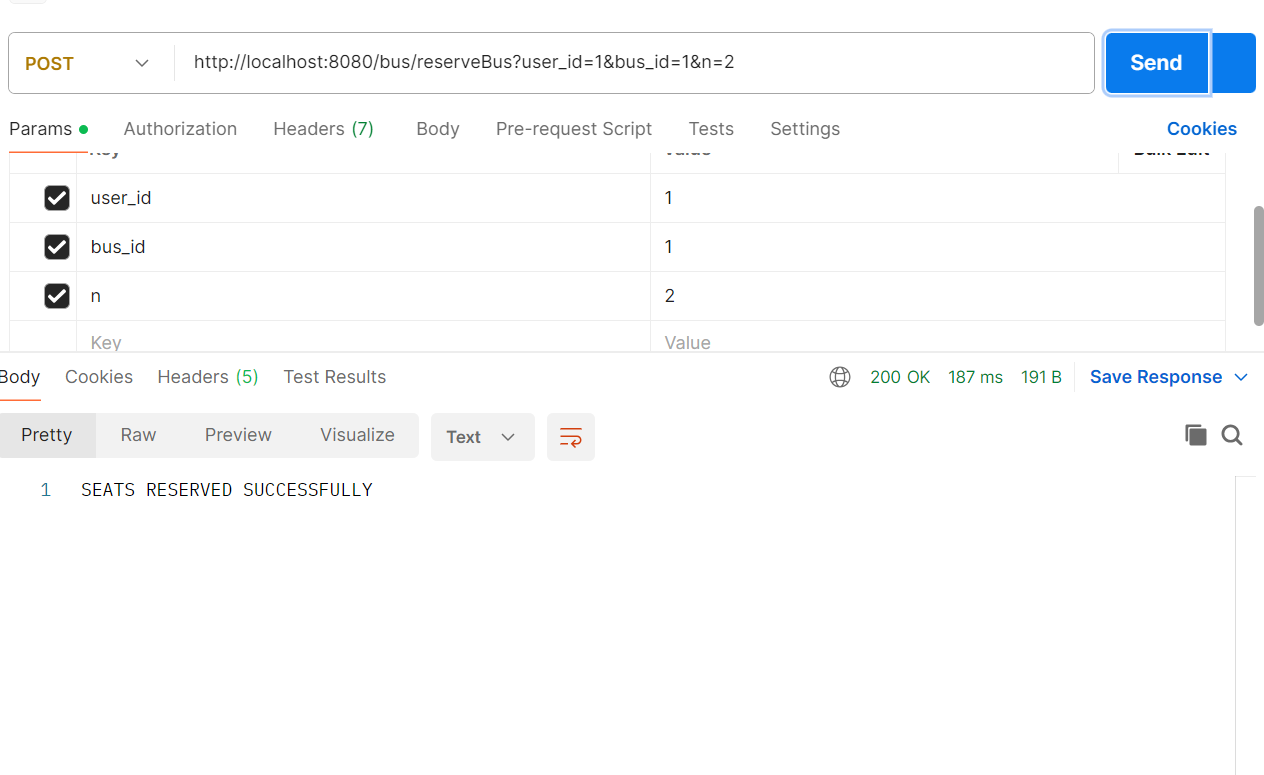 POST http://localhost:8080/bus/reserveBus?user_id=1&bus_id=1&n=2 Send
Params Authorization Headers (7) Body Pre-request Script Tests Settings Cookies
Key Value Bulk Edit
user_id 1
bus_id 1
n 2
Key Value
Body Cookies Headers (5) Test Results 200 OK 187 ms 191 B Save Response
Pretty Raw Preview Visualize Text
1 SEATS RESERVED SUCCESSFULLY